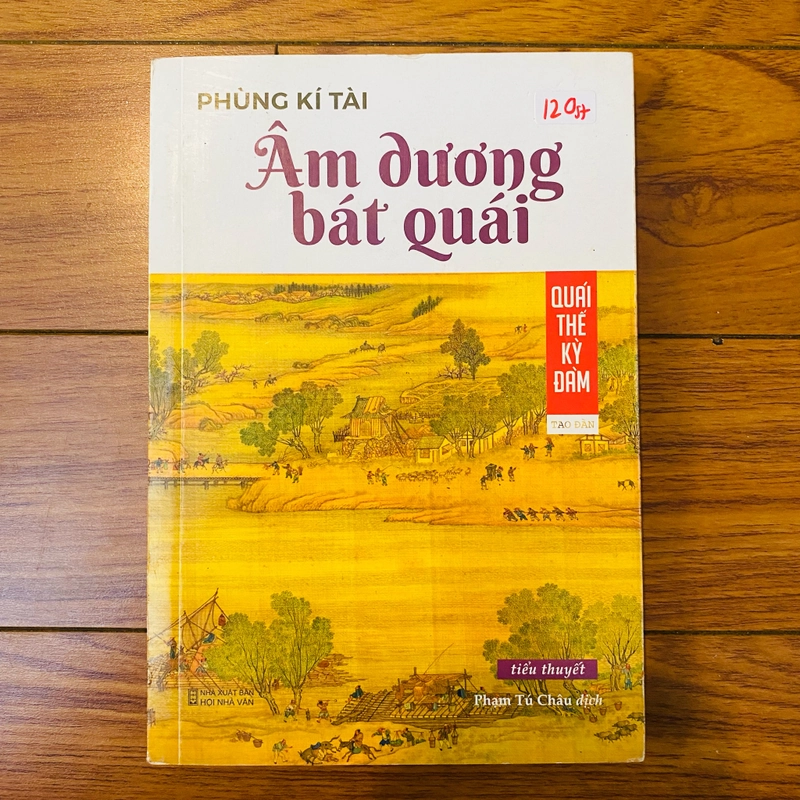 PHÙNG KÍ TÀI
Âm dương
bát quái
QUÁI
THẾ
KỲ
ĐÀM
TAO ĐÀN
tiểu thuyết
Phạm Tú Châu dịch
NHÀ XUẤT BẢN
HỘI NHÀ VĂN